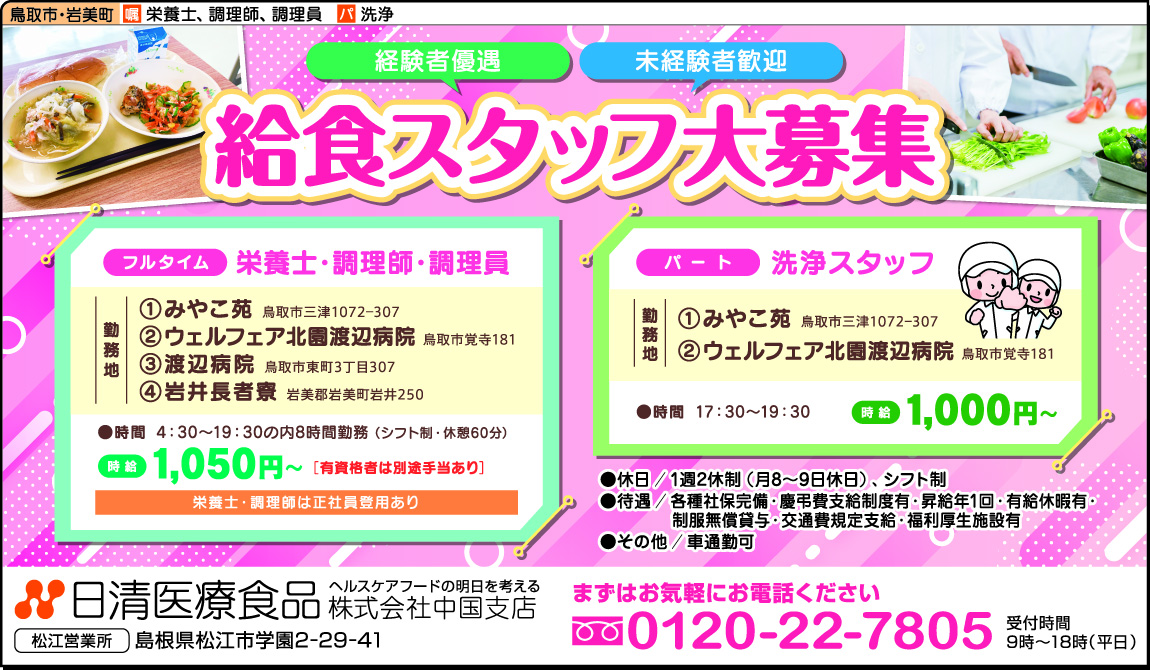 鳥取市・岩美町 嘱 栄養士、調理師、調理員 パ 洗浄
経験者優遇
未経験者歓迎
給食スタッフ大募集
フルタイム 栄養士・調理師・調理員
勤務地
①みやこ苑 鳥取市三津1072-307
②ウェルフェア北園渡辺病院 鳥取市覚寺181
③渡辺病院 鳥取市東町3丁目307
④岩井長者寮 岩美郡岩美町岩井250
●時間 4:30〜19:30の内8時間勤務（シフト制・休憩60分）
時給 1,050円〜 [有資格者は別途手当あり]
栄養士・調理師は正社員登用あり
パート 洗浄スタッフ
勤務地
①みやこ苑 鳥取市三津1072-307
②ウェルフェア北園渡辺病院 鳥取市覚寺181
●時間 17:30〜19:30 時給 1,000円〜
●休日／1週2休制（月8〜9日休日）、シフト制
●待遇／各種社保完備・慶弔費支給制度有・昇給年1回・有給休暇有・
制服無償貸与・交通費規定支給・福利厚生施設有
●その他／車通勤可
日清医療食品 ヘルスケアフードの明日を考える
株式会社中国支店
松江営業所 島根県松江市学園2-29-41
まずはお気軽にお電話ください
0120-22-7805
受付時間
9時〜18時（平日）